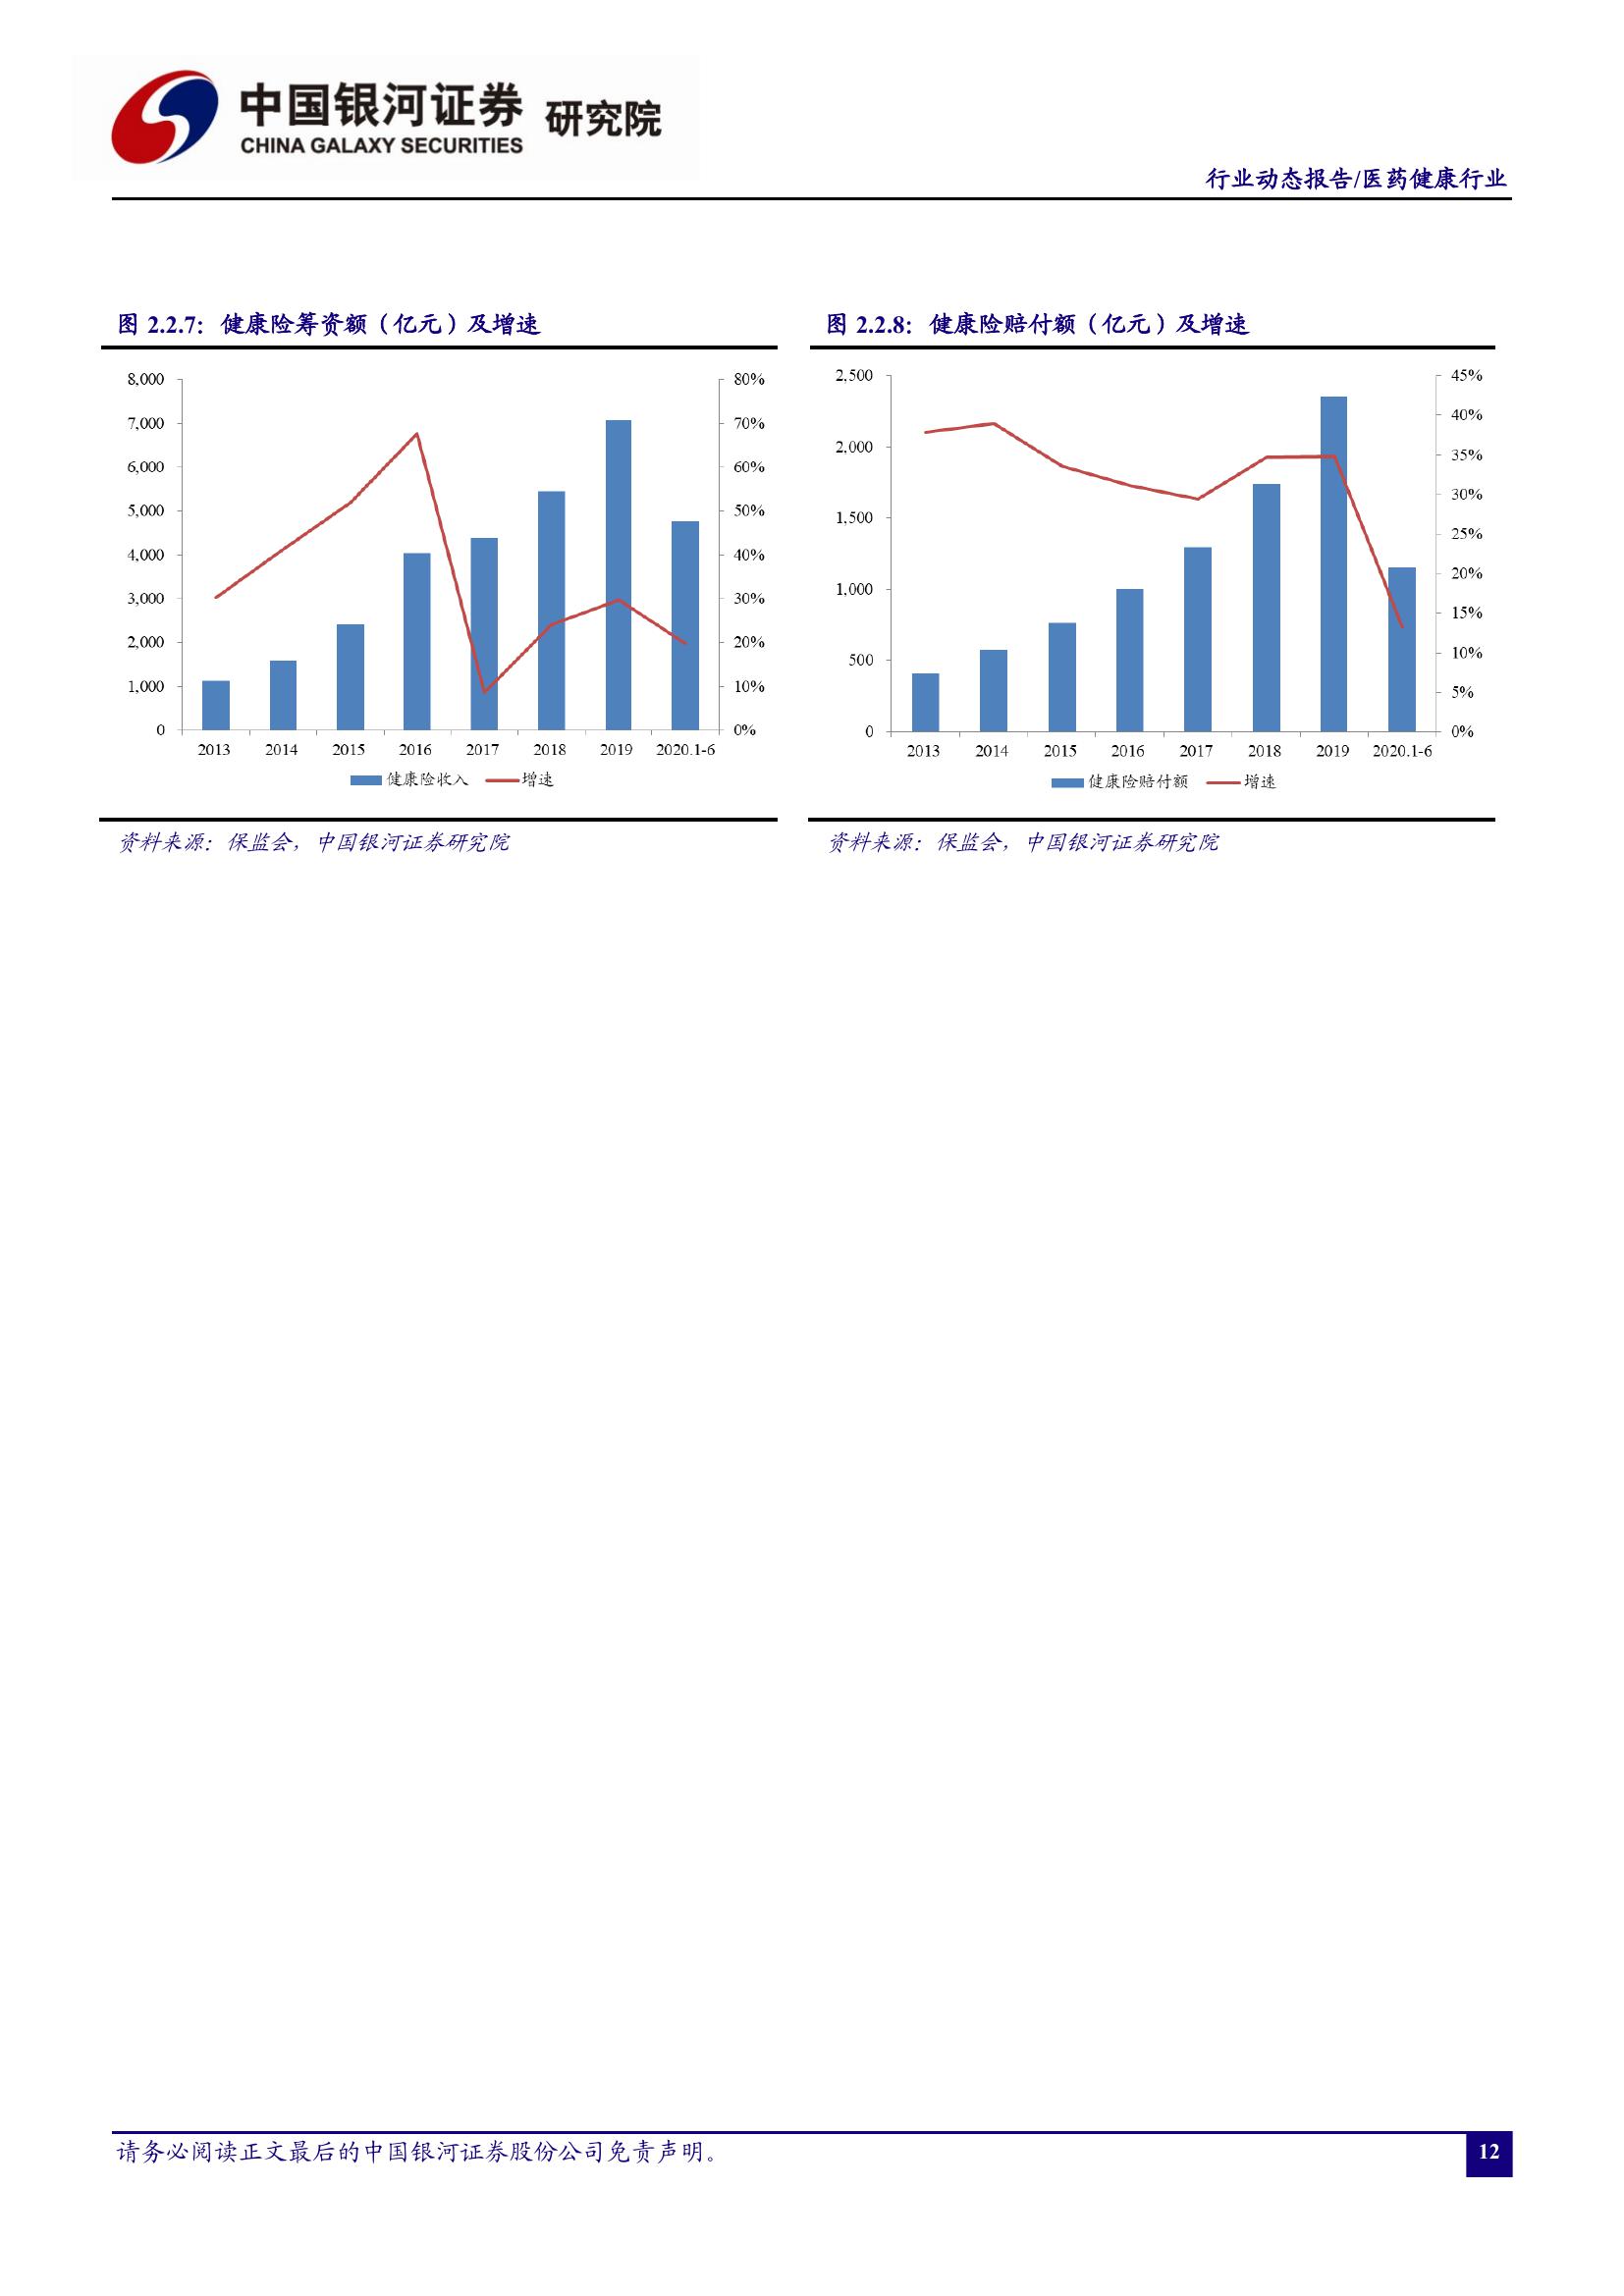 中国银河证券 研究院
CHINA GALAXY SECURITIES
行业动态报告/医药健康行业
图 2.2.7：健康险筹资额（亿元）及增速
8,000
7,000
6,000
5,000
4,000
3,000
2,000
1,000
0
80%
70%
60%
50%
40%
30%
20%
10%
0%
2013 2014 2015 2016 2017 2018 2019 2020.1-6
健康险收入 增速
资料来源：保监会，中国银河证券研究院
图 2.2.8：健康险赔付额（亿元）及增速
2,500
2,000
1,500
1,000
500
0
45%
40%
35%
30%
25%
20%
15%
10%
5%
0%
2013 2014 2015 2016 2017 2018 2019 2020.1-6
健康险赔付额 增速
资料来源：保监会，中国银河证券研究院
请务必阅读正文最后的中国银河证券股份公司免责声明。
12